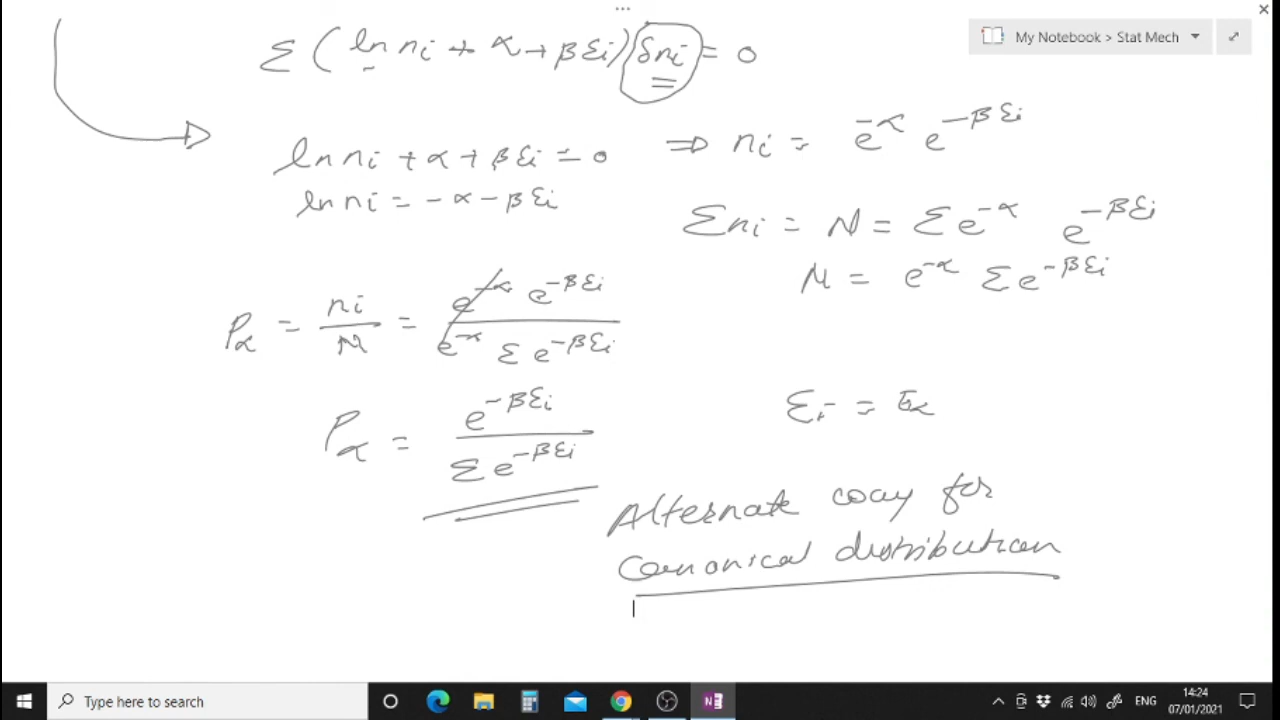 My Notebook > Stat Mech
Σ (ln ni + α + βεi) δni = 0
ln ni + α + βεi = 0
⇒ ni = e^-α e^-βεi
ln ni = -α - βεi
Σni = N = Σ e^-α e^-βεi
N = e^-α Σ e^-βεi
Pα = ni/N = e^-α e^-βεi / e^-α Σ e^-βεi
Pα = e^-βεi / Σ e^-βεi
εi = Eα
Alternate way for
Canonical distribution
Type here to search
ENG
14:24
07/01/2021